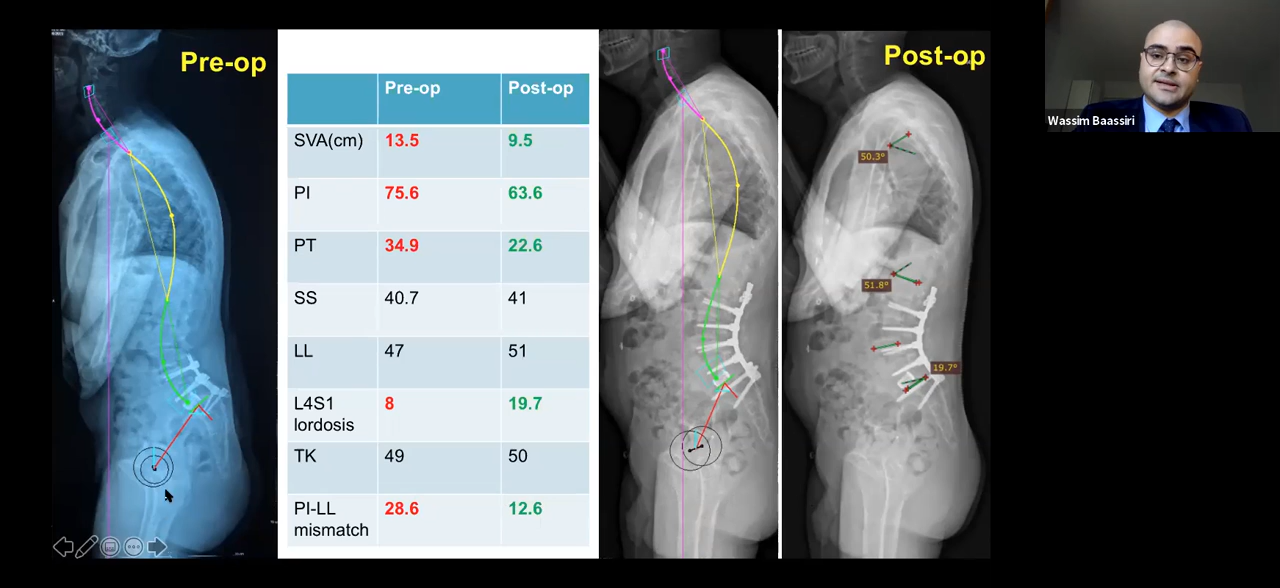 Pre-op
Pre-op Post-op
SVA(cm) 13.5 9.5
PI 75.6 63.6
PT 34.9 22.6
SS 40.7 41
LL 47 51
L4S1 lordosis 8 19.7
TK 49 50
PI-LL mismatch 28.6 12.6
Post-op
50.3°
51.8°
19.7°
Wassim Baassiri